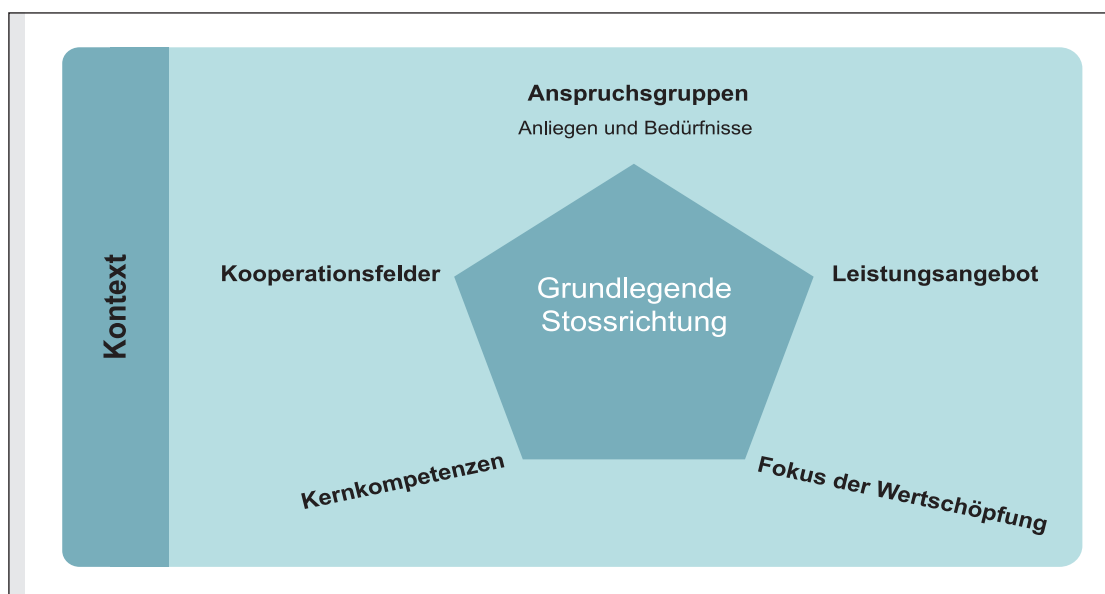 Kontext
Anspruchsgruppen
Anliegen und Bedürfnisse
Kooperationsfelder
Grundlegende
Stossrichtung
Leistungsangebot
Kernkompetenzen
Fokus der Wertschöpfung